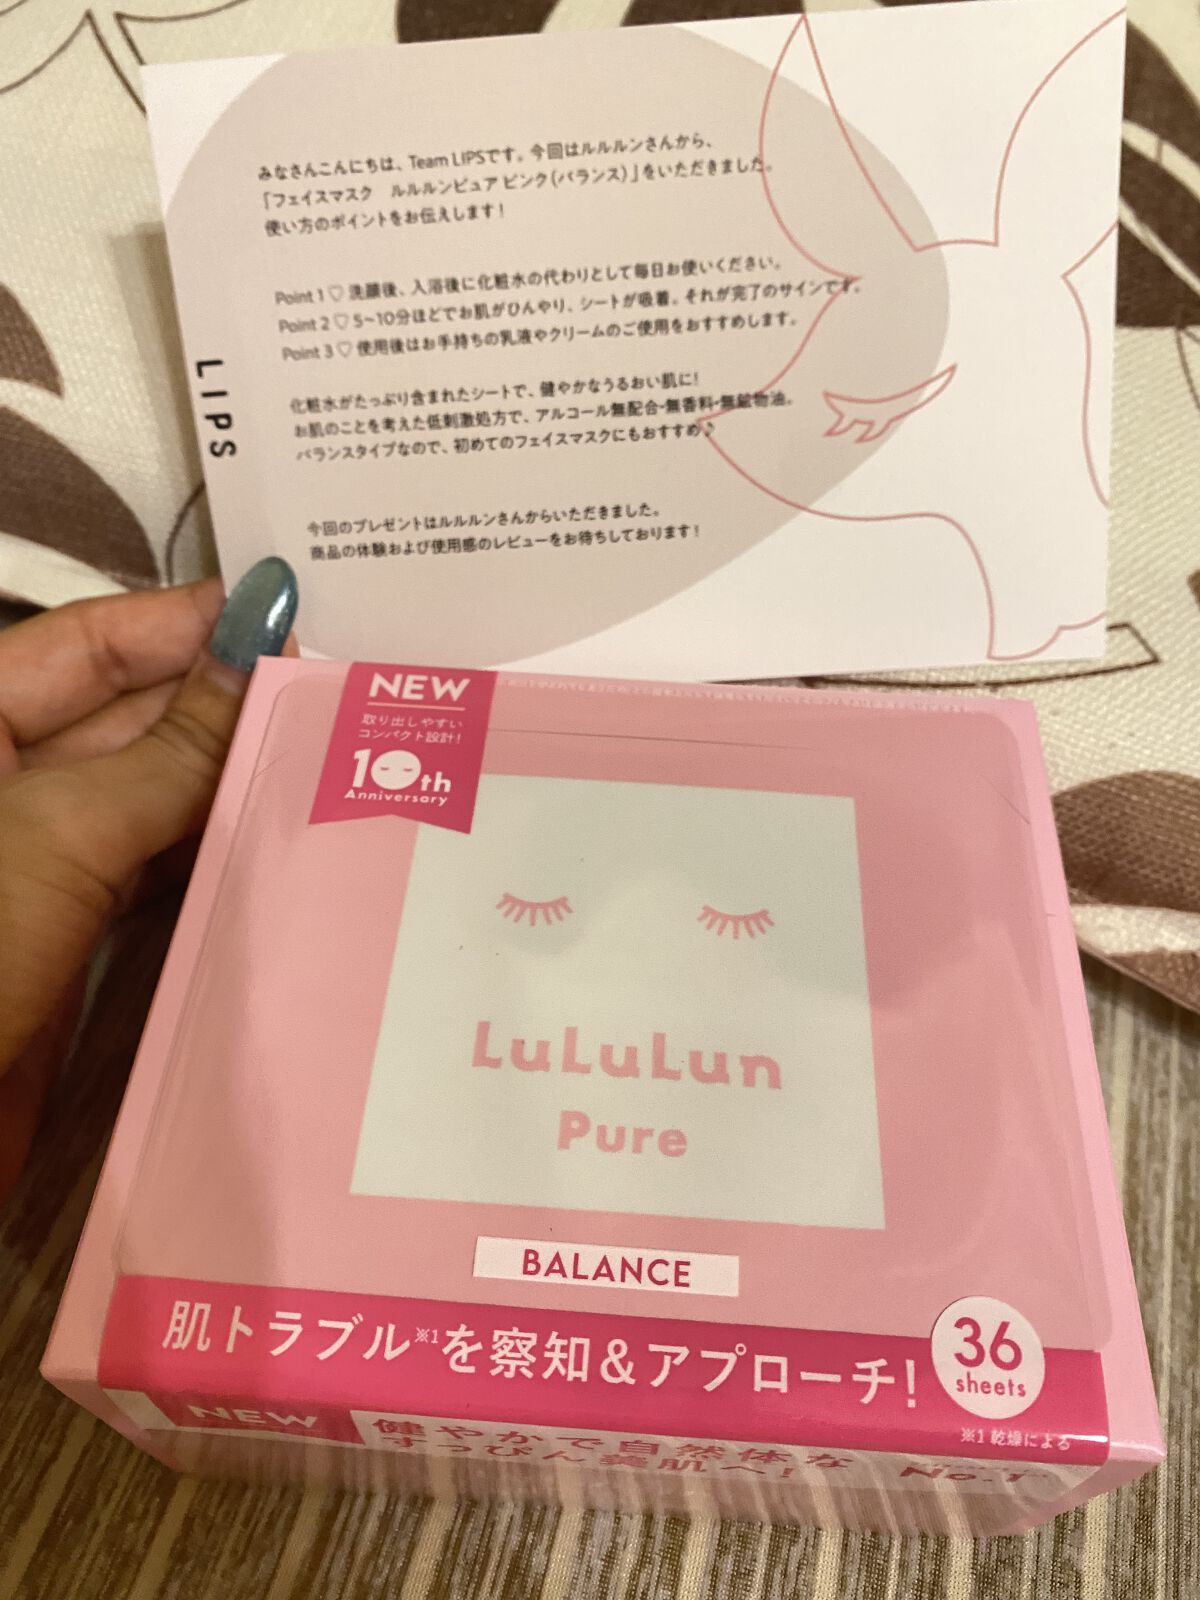 みなさんこんにちは、Team LIPSです。今回はルルルンさんから、
「フェイスマスク　ルルルンピュア ピンク(バランス)」をいただきました。
使い方のポイントをお伝えします！
Point 1♡洗顔後、入浴後に化粧水の代わりとして毎日お使いください。
Point 2♡5~10分ほどでお肌がひんやり、シートが吸着。それが完了のサインです。
Point 3♡使用後はお手持ちの乳液やクリームのご使用をおすすめします。
化粧水がたっぷり含まれたシートで、健やかなうるおい肌に!
お肌のことを考えた低刺激処方で、アルコール無配合・無香料・無鉱物油。
バランスタイプなので、初めてのフェイスマスクにもおすすめ♪
今回のプレゼントはルルルンさんからいただきました。
商品の体験および使用感のレビューをお待ちしております！
LIPS
NEW
取り出しやすい
コンパクト設計！
10th
Anniversary
LuLuLun
Pure
BALANCE
肌トラブル※1を察知&アプローチ!
36
sheets
※1 乾燥による
NEW
健やかで自然体な
すっぴん美肌へ!
No.1